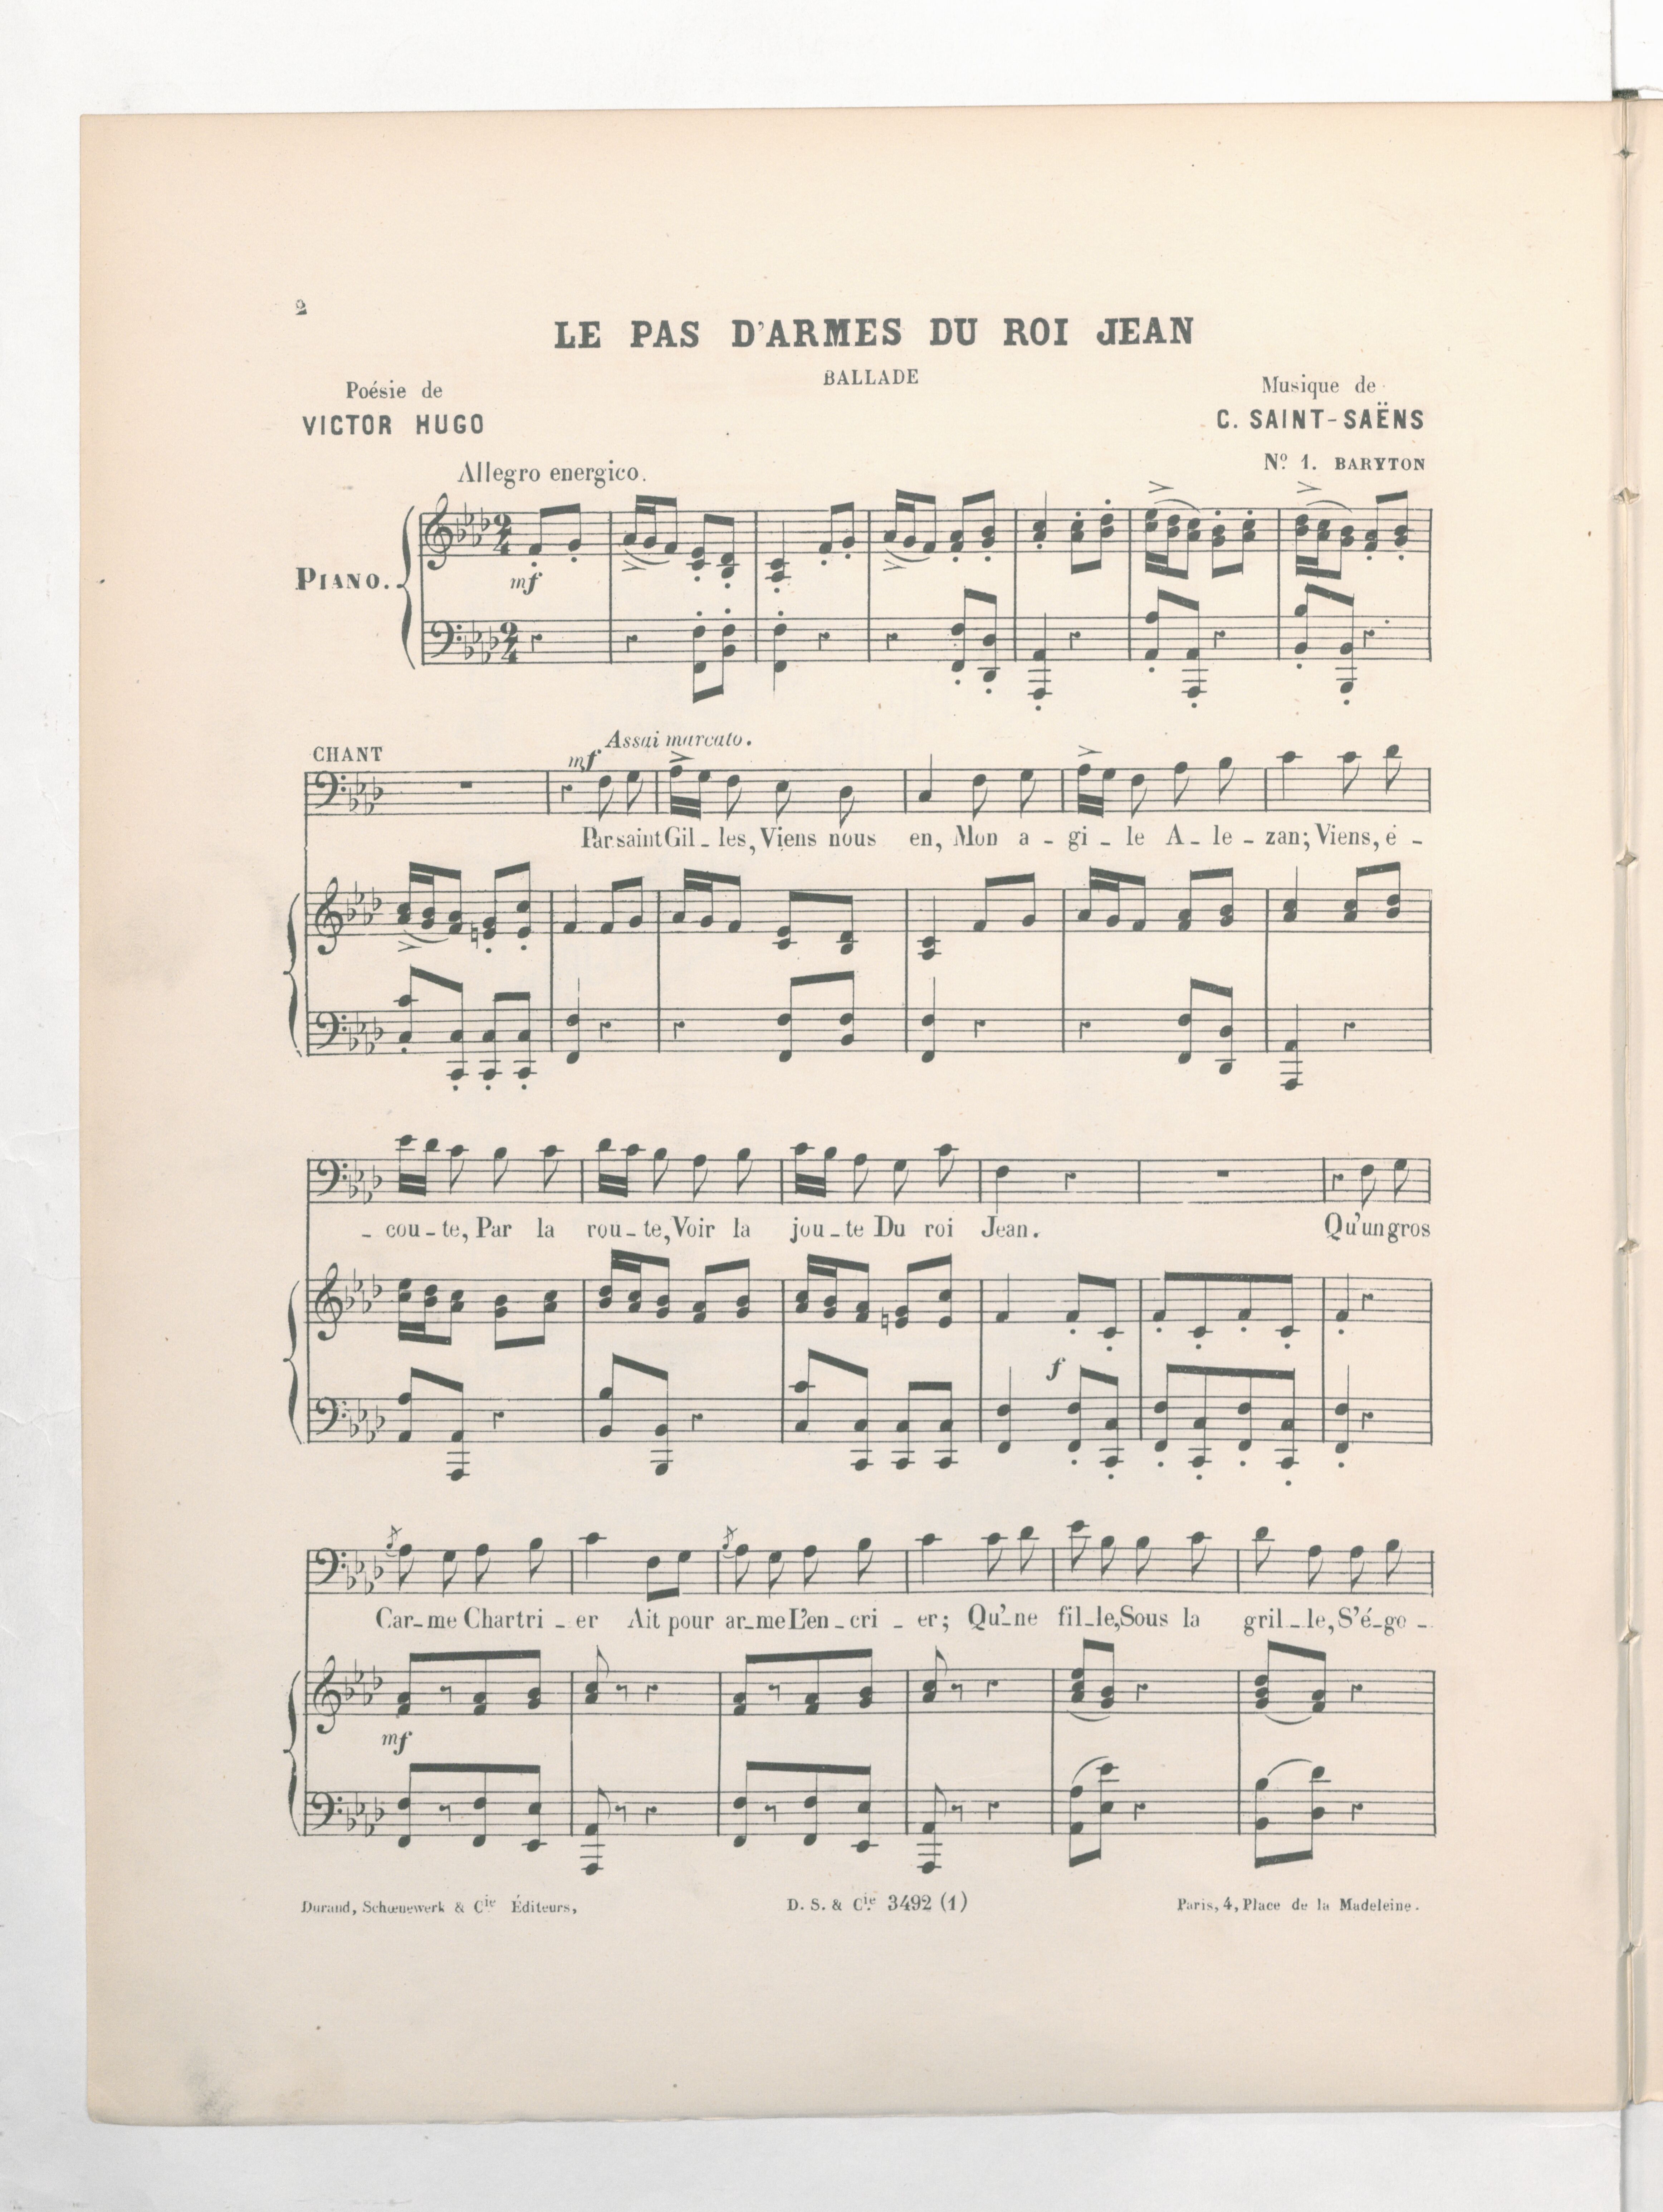 2
LE PAS D'ARMES DU ROI JEAN
BALLADE
Poésie de
VICTOR HUGO
Musique de
C. SAINT-SAËNS
Nº 1. BARYTON
Allegro energico.
PIANO.
mf
CHANT
mf Assai marcato.
Par saint Gil_les, Viens nous en, Mon a_gi_le A_le_zan; Viens, é_
_cou_te, Par la rou_te, Voir la jou_te Du roi Jean. Qu'un gros
f
Car_me Chartri_er Ait pour ar_me L'en_cri_er; Qu'_ne fil_le, Sous la gril_le, S'é_go_
mf
Durand, Schœnewerk & Cie Éditeurs,
D. S. & Cie 3492 (1)
Paris, 4, Place de la Madeleine.